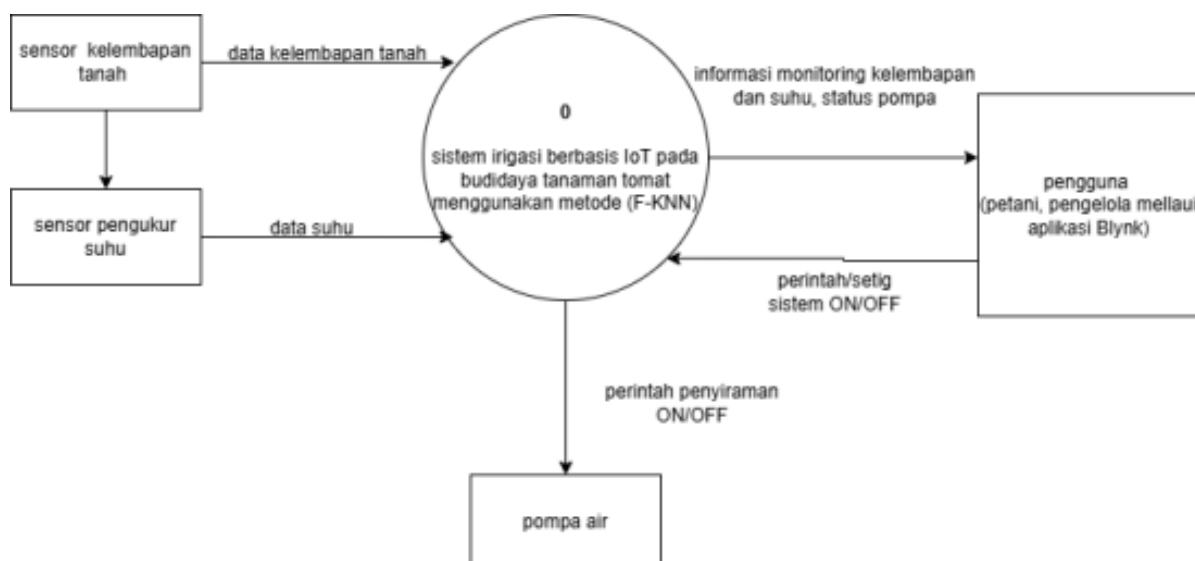 sensor kelembapan
tanah
data kelembapan tanah
0
sistem irigasi berbasis IoT pada
budidaya tanaman tomat
menggunakan metode (F-KNN)
informasi monitoring kelembapan
dan suhu, status pompa
pengguna
(petani, pengelola mellaui
aplikasi Blynk)
sensor pengukur
suhu
data suhu
perintah/setig
sistem ON/OFF
perintah penyiraman
ON/OFF
pompa air